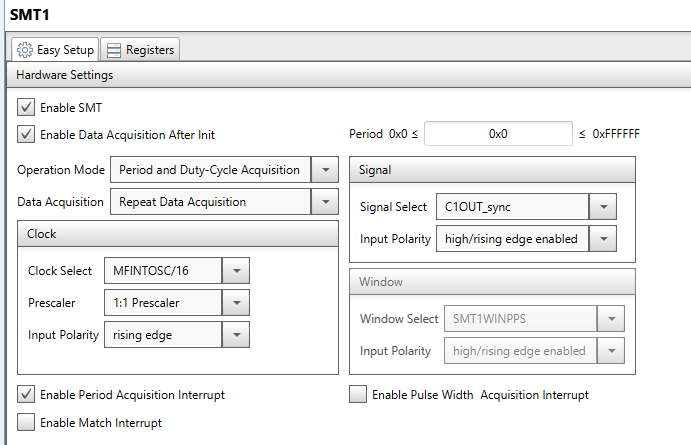 SMT1
Easy Setup Registers
Hardware Settings
Enable SMT
Enable Data Acquisition After Init
Period 0x0 ≤ 0x0 ≤ 0xFFFFFF
Operation Mode Period and Duty-Cycle Acquisition
Data Acquisition Repeat Data Acquisition
Signal
Signal Select C1OUT_sync
Input Polarity high/rising edge enabled
Clock
Clock Select MFINTOSC/16
Prescaler 1:1 Prescaler
Input Polarity rising edge
Window
Window Select SMT1WINPPS
Input Polarity high/rising edge enabled
Enable Period Acquisition Interrupt
Enable Pulse Width Acquisition Interrupt
Enable Match Interrupt